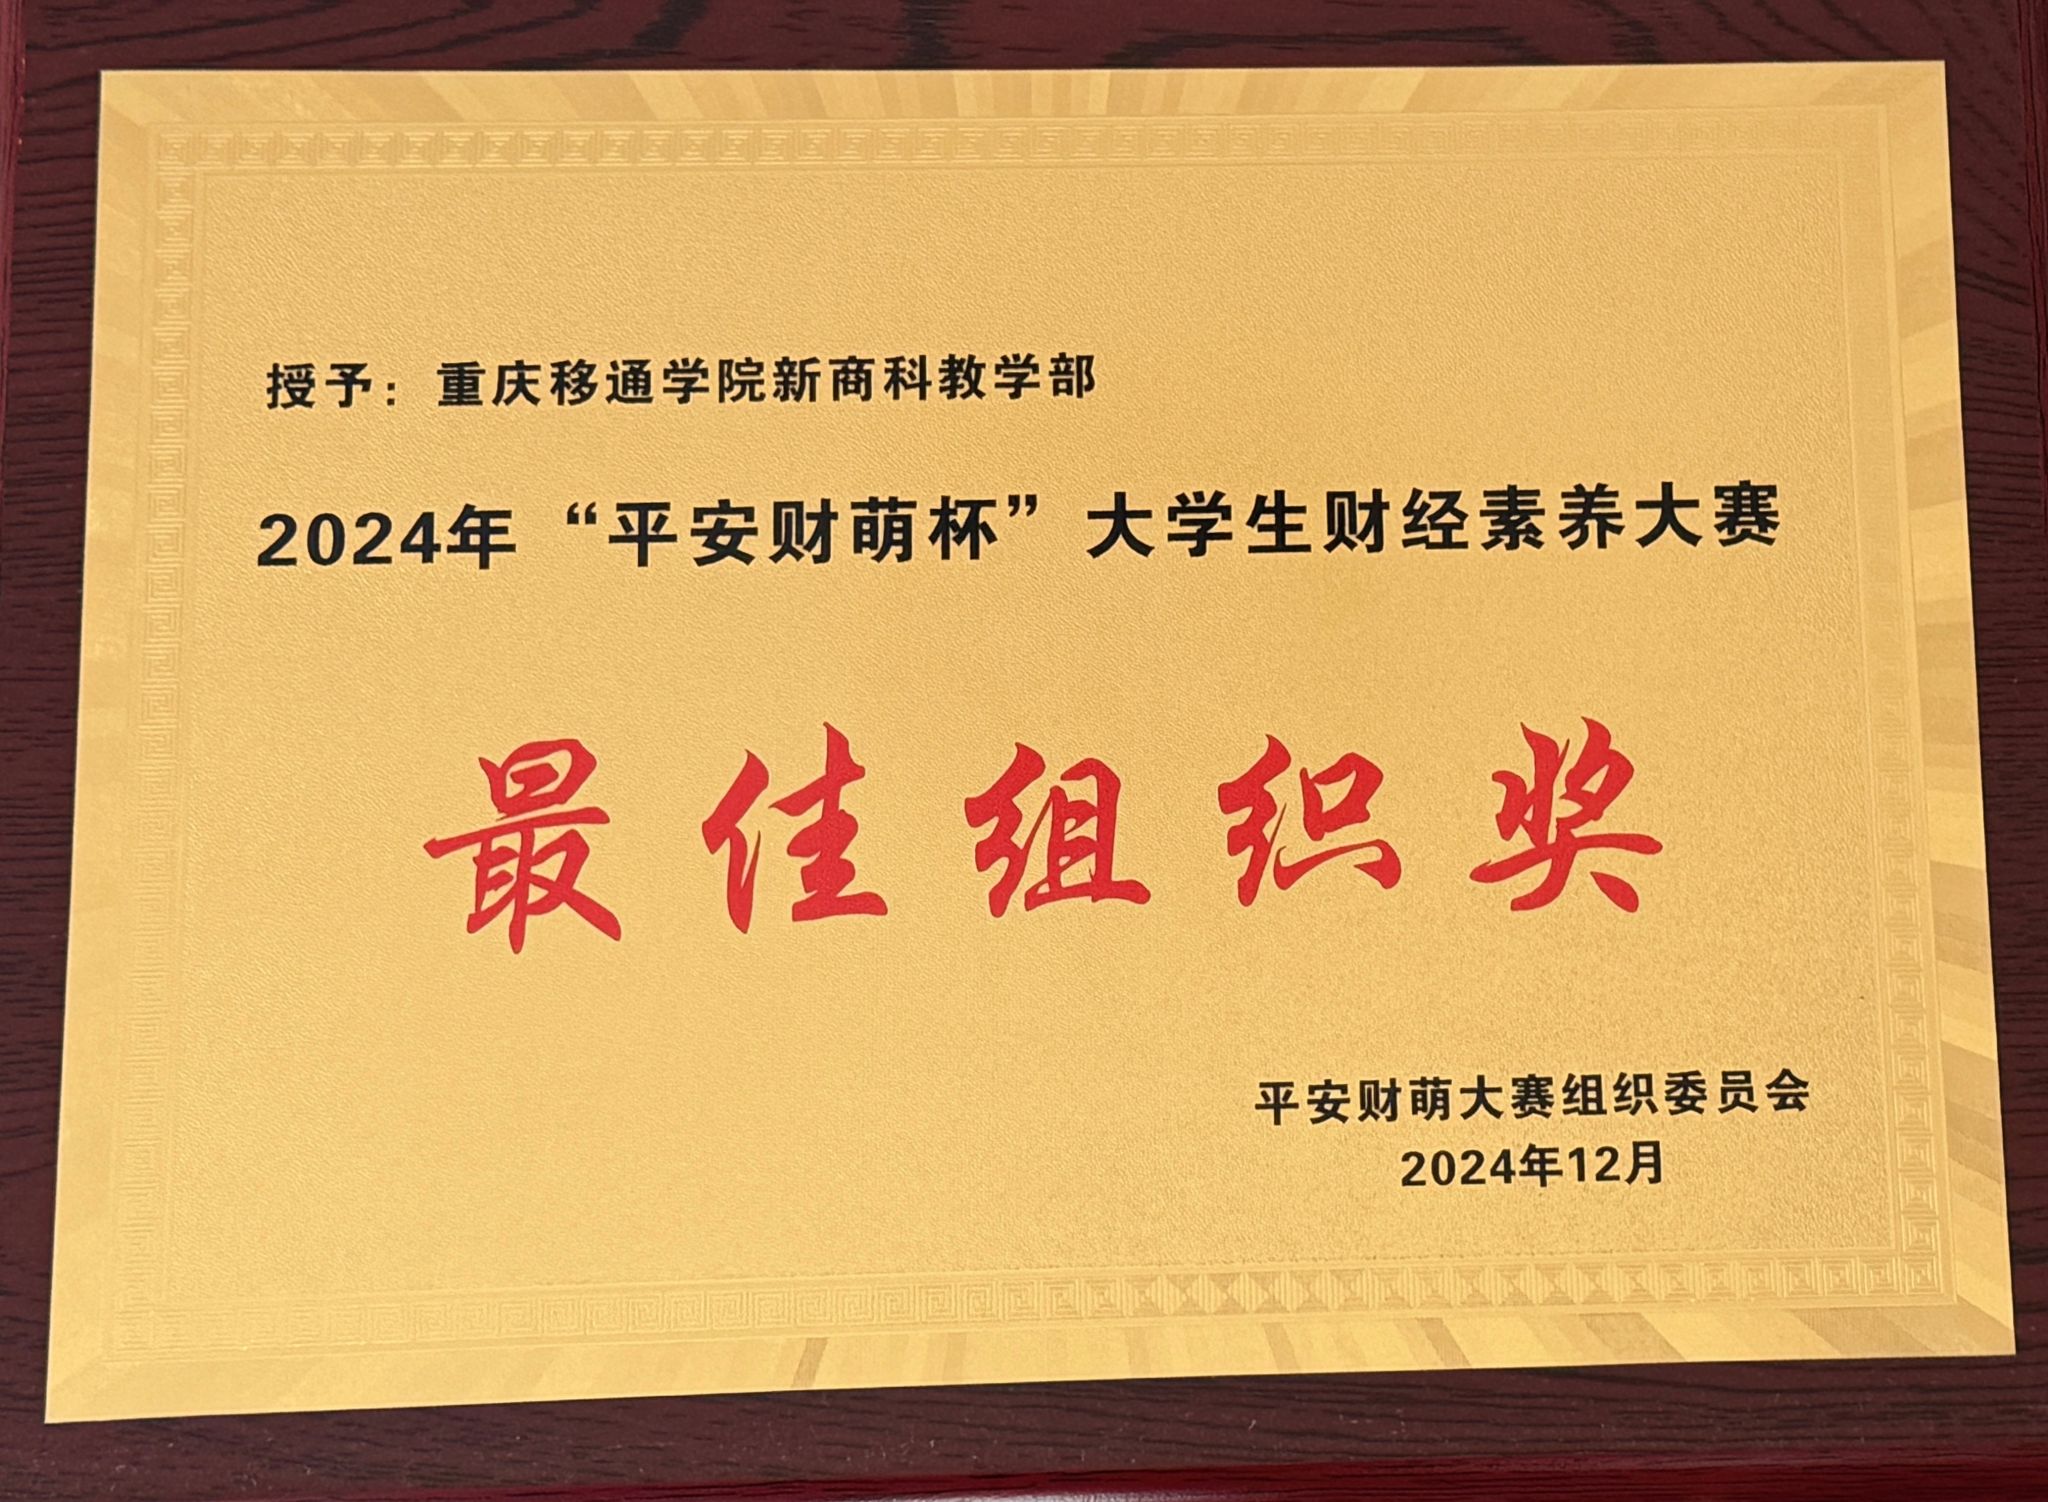 授予：重庆移通学院新商科教学部
2024年“平安财萌杯”大学生财经素养大赛
最佳组织奖
平安财萌大赛组织委员会
2024年12月